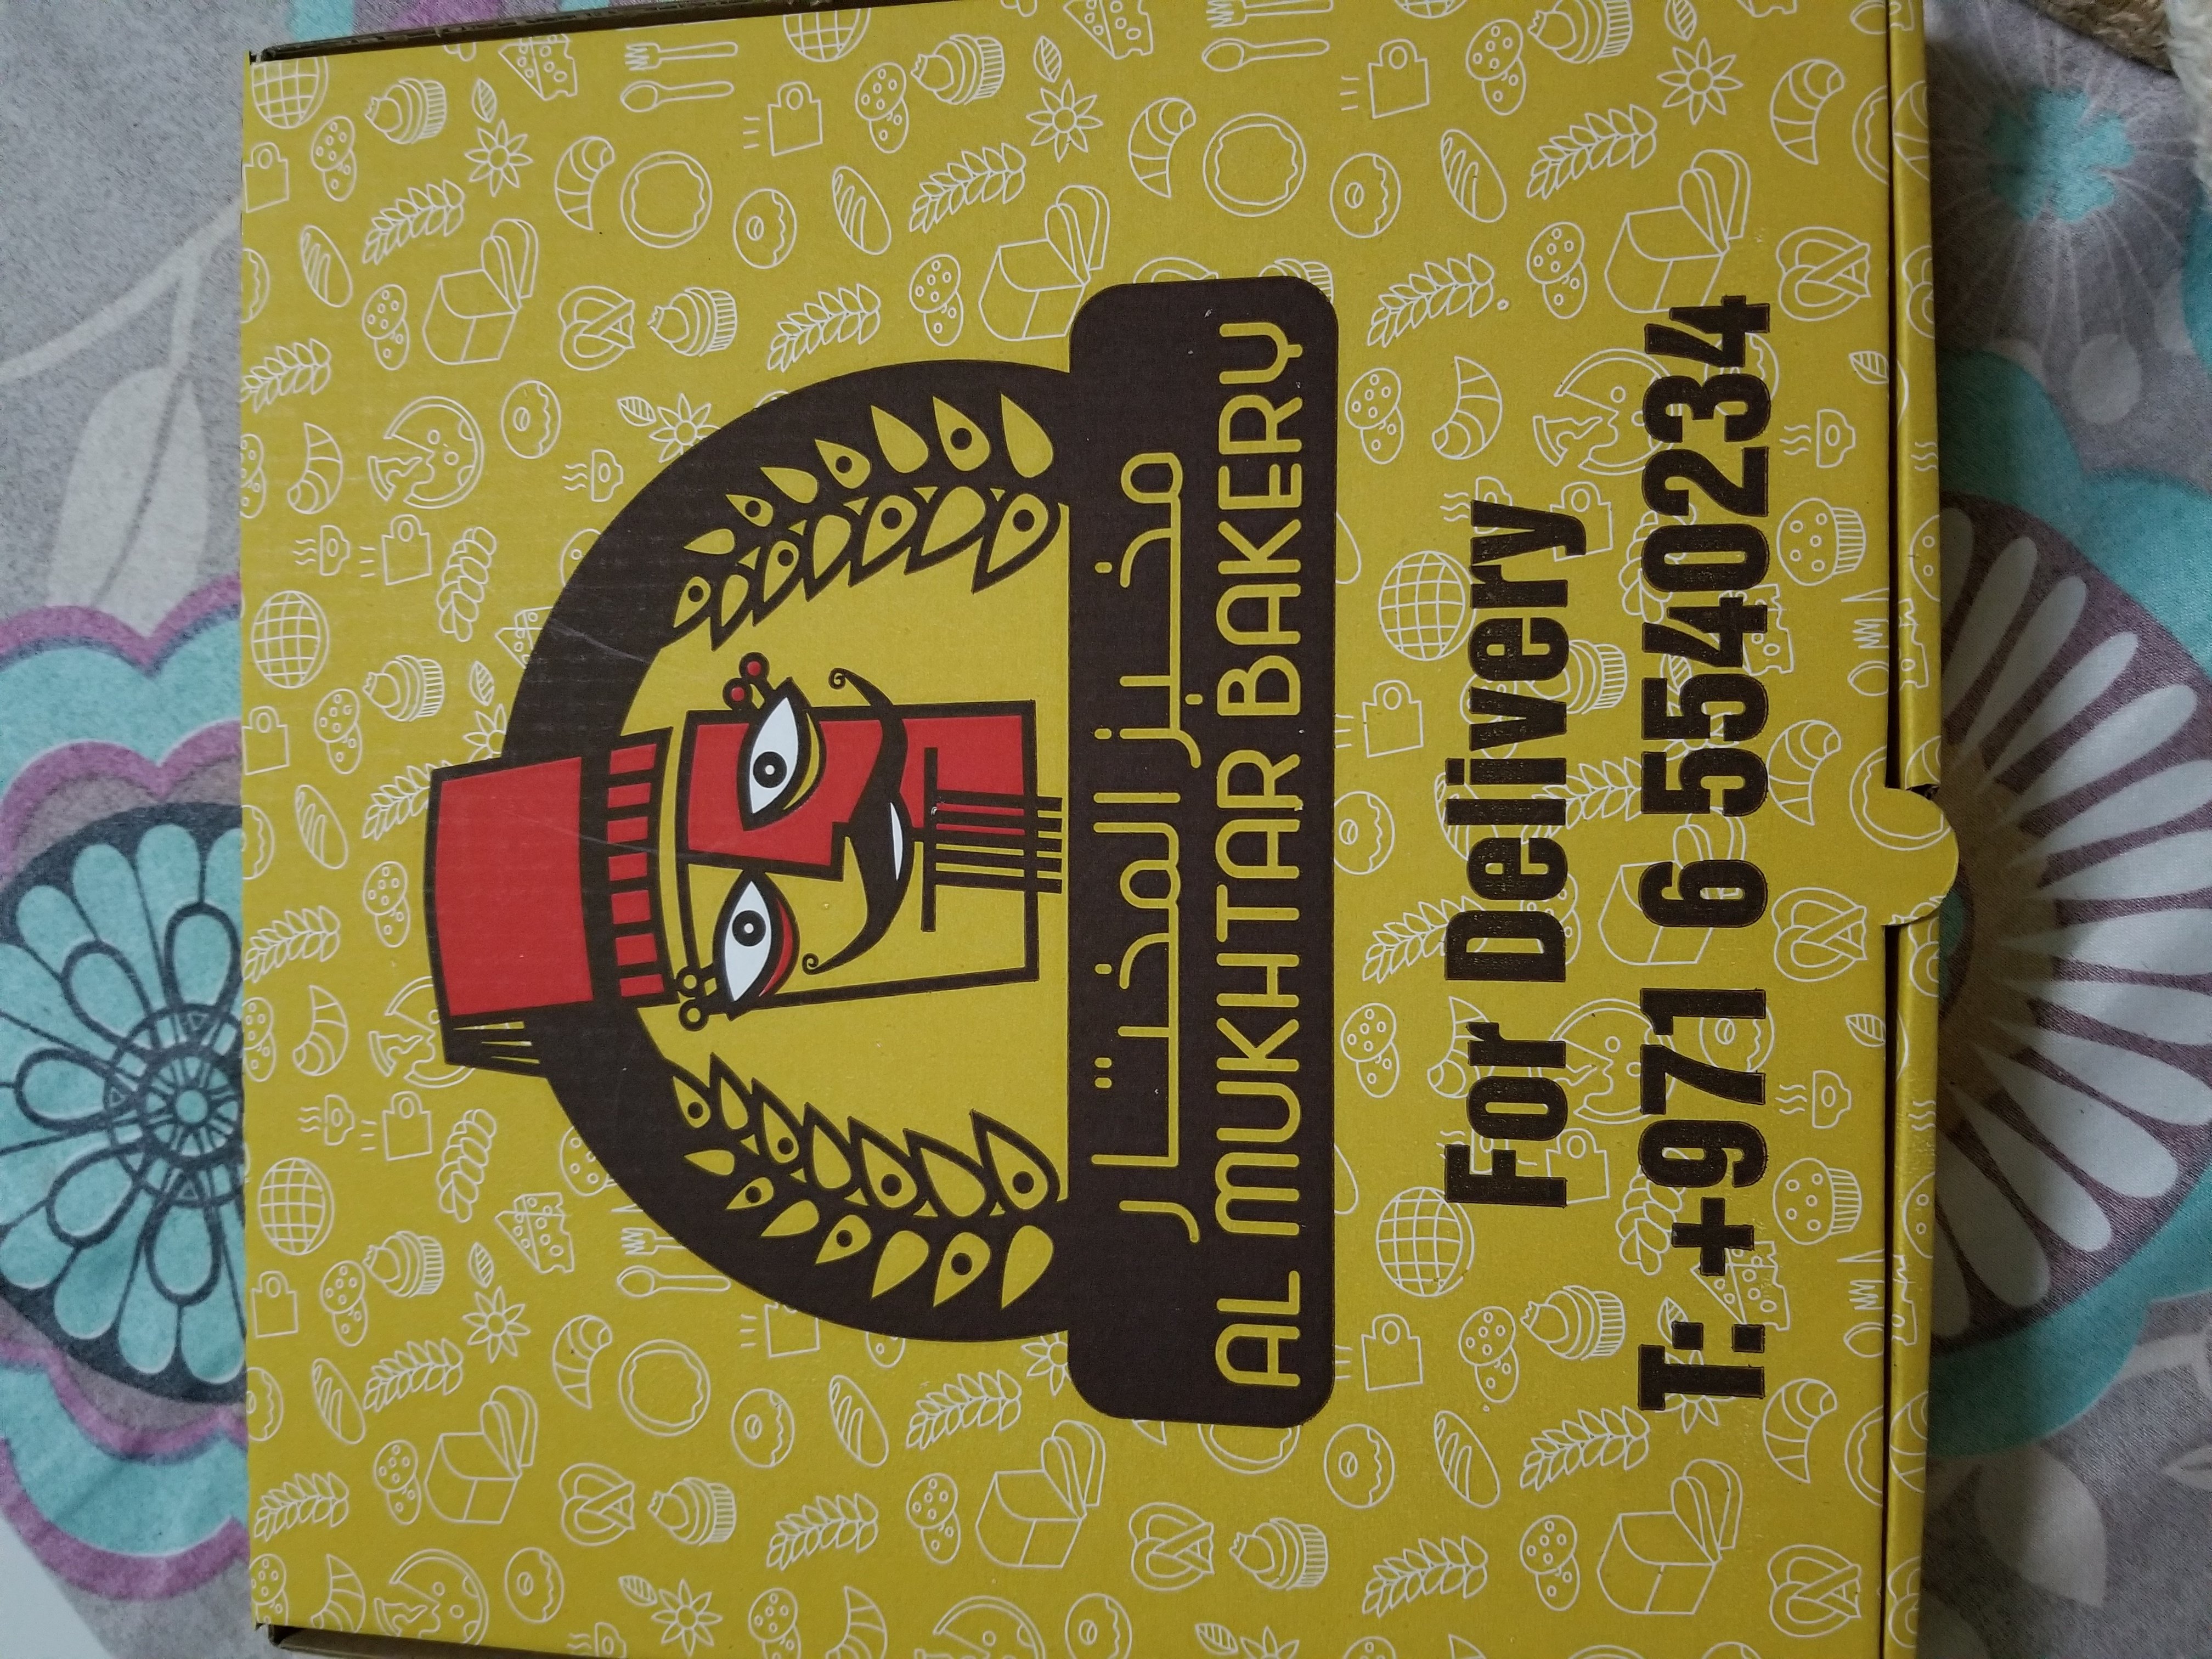 مخبز المختار
AL MUKHTAR BAKERY
For Delivery
T: +971 6 5540234